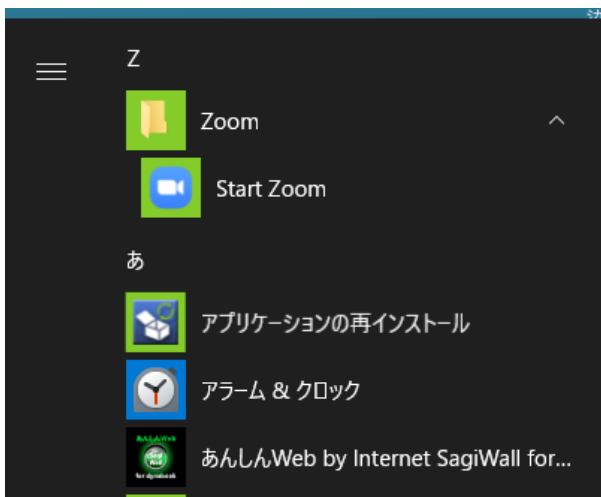 Z
Zoom
Start Zoom
あ
アプリケーションの再インストール
アラーム & クロック
あんしんWeb by Internet SagiWall for...